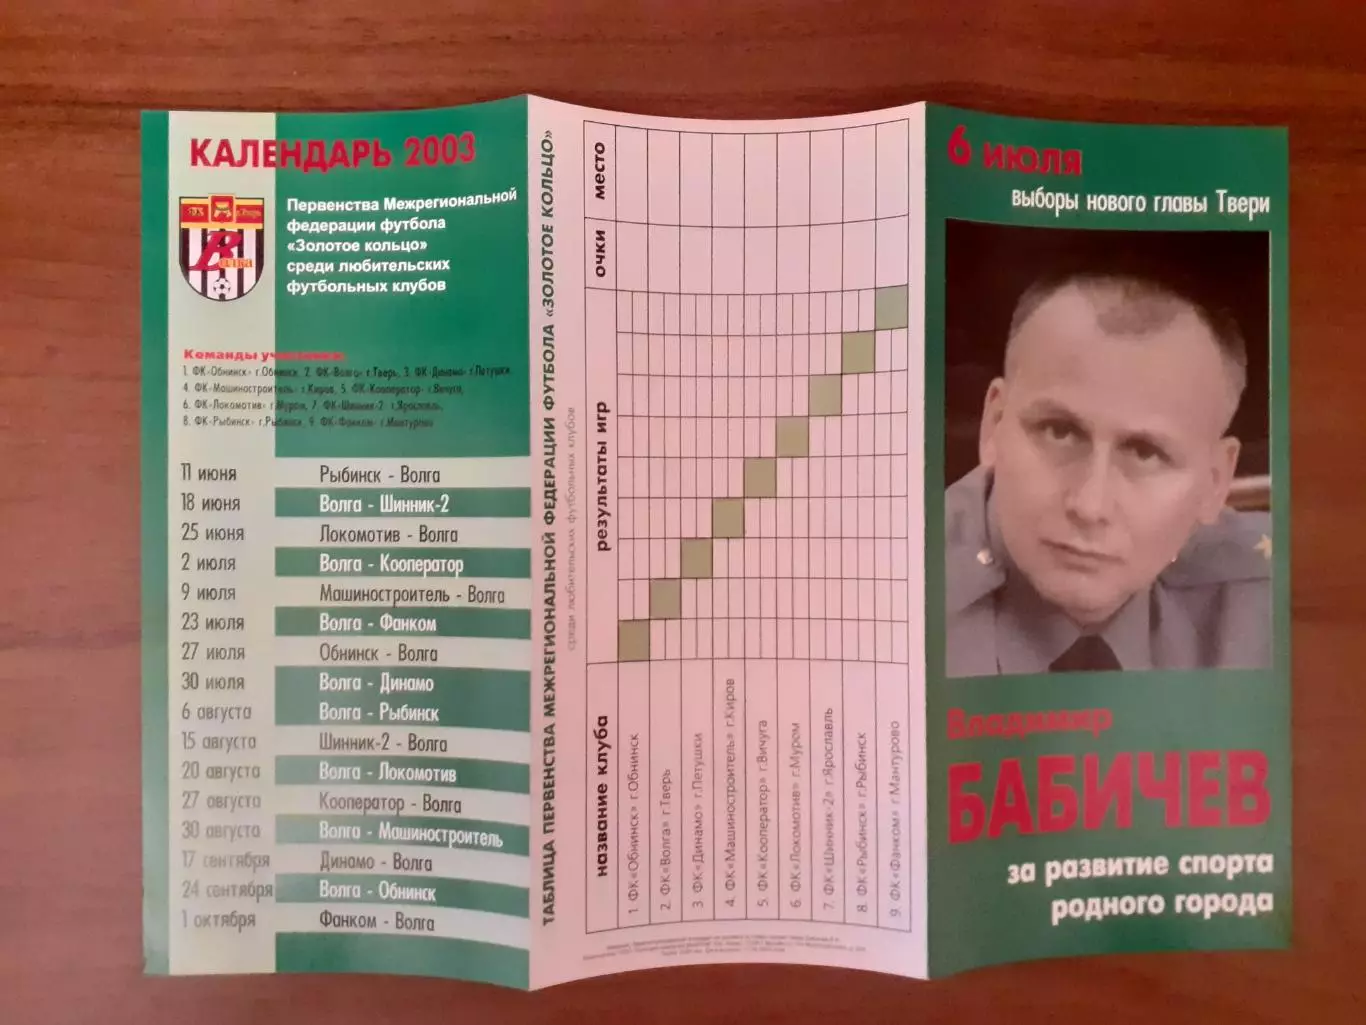 КАЛЕНДАРЬ 2003
Первенства Межрегиональной
федерации футбола
«Золотое кольцо»
среди любительских
футбольных клубов
Команды участники:
1. ФК«Обнинск» г.Обнинск, 2. ФК«Волга» г.Тверь, 3. ФК«Динамо» г.Петушки
4. ФК«Машиностроитель» г.Киров, 5. ФК«Кооператор» г.Вичуга,
6. ФК«Локомотив» г.Муром, 7. ФК«Шинник-2» г.Ярославль,
8. ФК«Рыбинск» г.Рыбинск, 9. ФК«Фанком» г.Мантурово
11 июня Рыбинск - Волга
18 июня Волга - Шинник-2
25 июня Локомотив - Волга
2 июля Волга - Кооператор
9 июля Машиностроитель - Волга
23 июля Волга - Фанком
27 июля Обнинск - Волга
30 июля Волга - Динамо
6 августа Волга - Рыбинск
15 августа Шинник-2 - Волга
20 августа Волга - Локомотив
27 августа Кооператор - Волга
30 августа Волга - Машиностроитель
17 сентября Динамо - Волга
24 сентября Волга - Обнинск
1 октября Фанком - Волга
ТАБЛИЦА ПЕРВЕНСТВА МЕЖРЕГИОНАЛЬНОЙ ФЕДЕРАЦИИ ФУТБОЛА «ЗОЛОТОЕ КОЛЬЦО»
среди любительских футбольных клубов
название клуба результаты игр очки место
1 ФК«Обнинск» г.Обнинск
2. ФК«Волга» г.Тверь
3 ФК«Динамо» г.Петушки
4. ФК«Машиностроитель» г.Киров
5. ФК«Кооператор» г.Вичуга
6 ФК«Локомотив» г.Муром
7. ФК«Шинник-2» г.Ярославль
8 ФК«Рыбинск» г.Рыбинск
9. ФК«Фанком» г.Мантурово
6 июля
выборы нового главы Твери
Владимир
БАБИЧЕВ
за развитие спорта
родного города